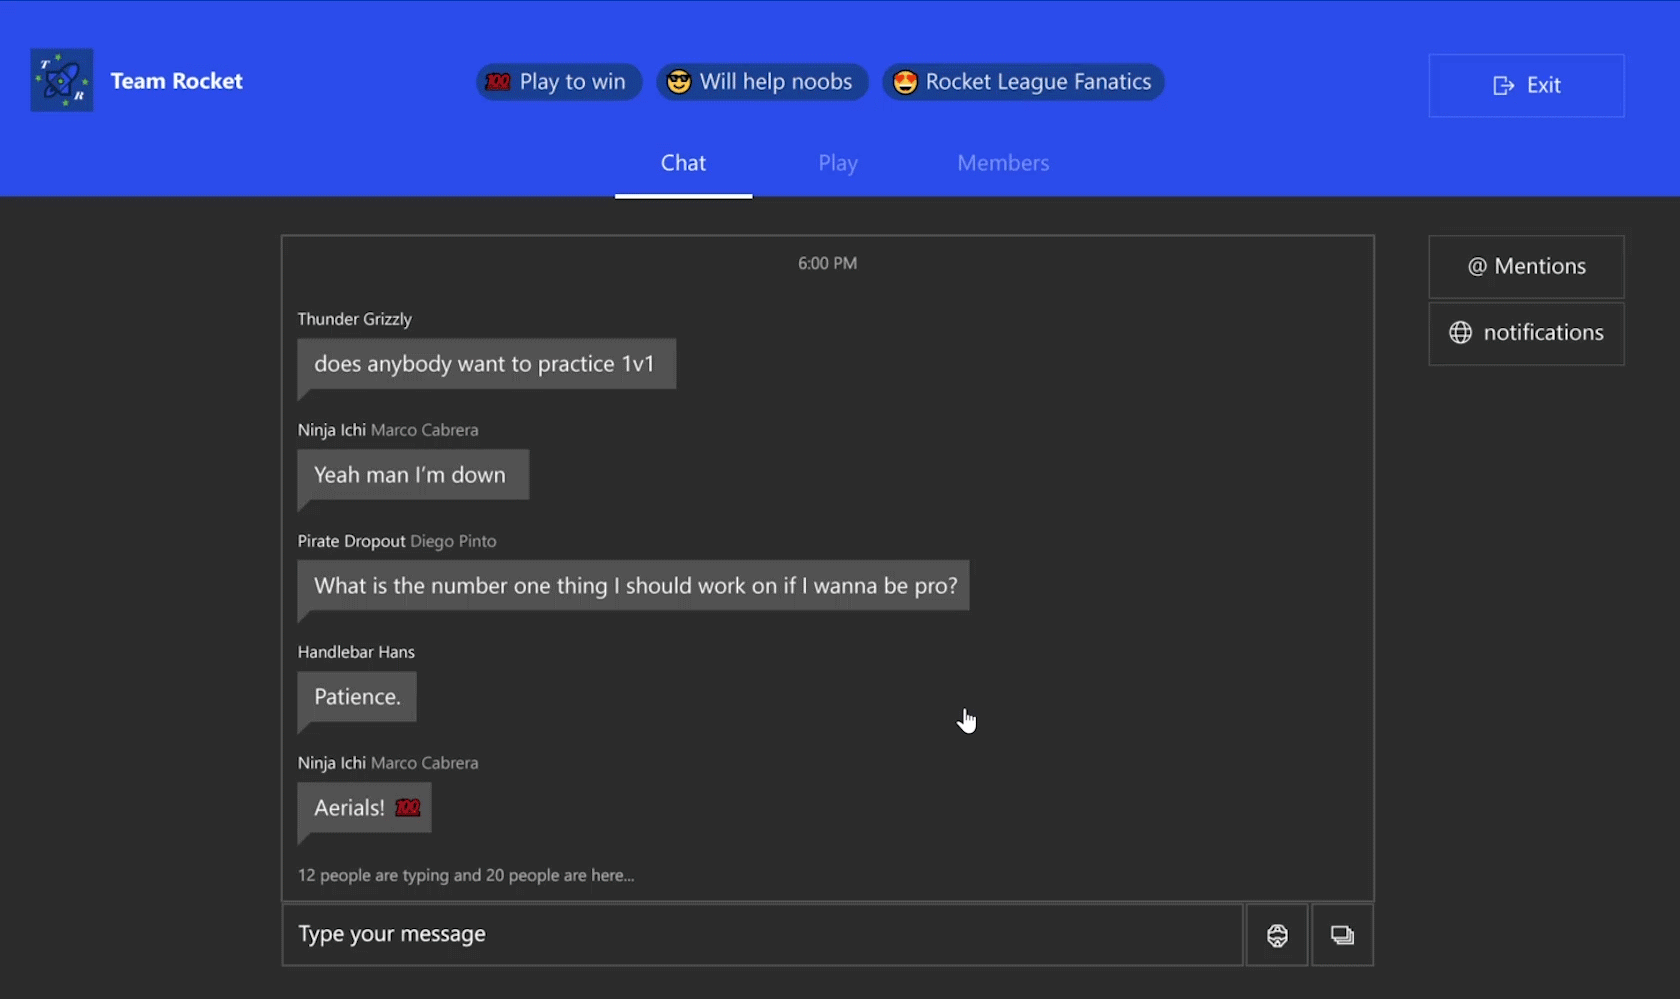 T
R
Team Rocket
💯 Play to win
😎 Will help noobs
😍 Rocket League Fanatics
Exit
Chat
Play
Members
6:00 PM
Thunder Grizzly
does anybody want to practice 1v1
Ninja Ichi Marco Cabrera
Yeah man I'm down
Pirate Dropout Diego Pinto
What is the number one thing I should work on if I wanna be pro?
Handlebar Hans
Patience.
Ninja Ichi Marco Cabrera
Aerials! 💯
12 people are typing and 20 people are here...
Type your message
@ Mentions
notifications